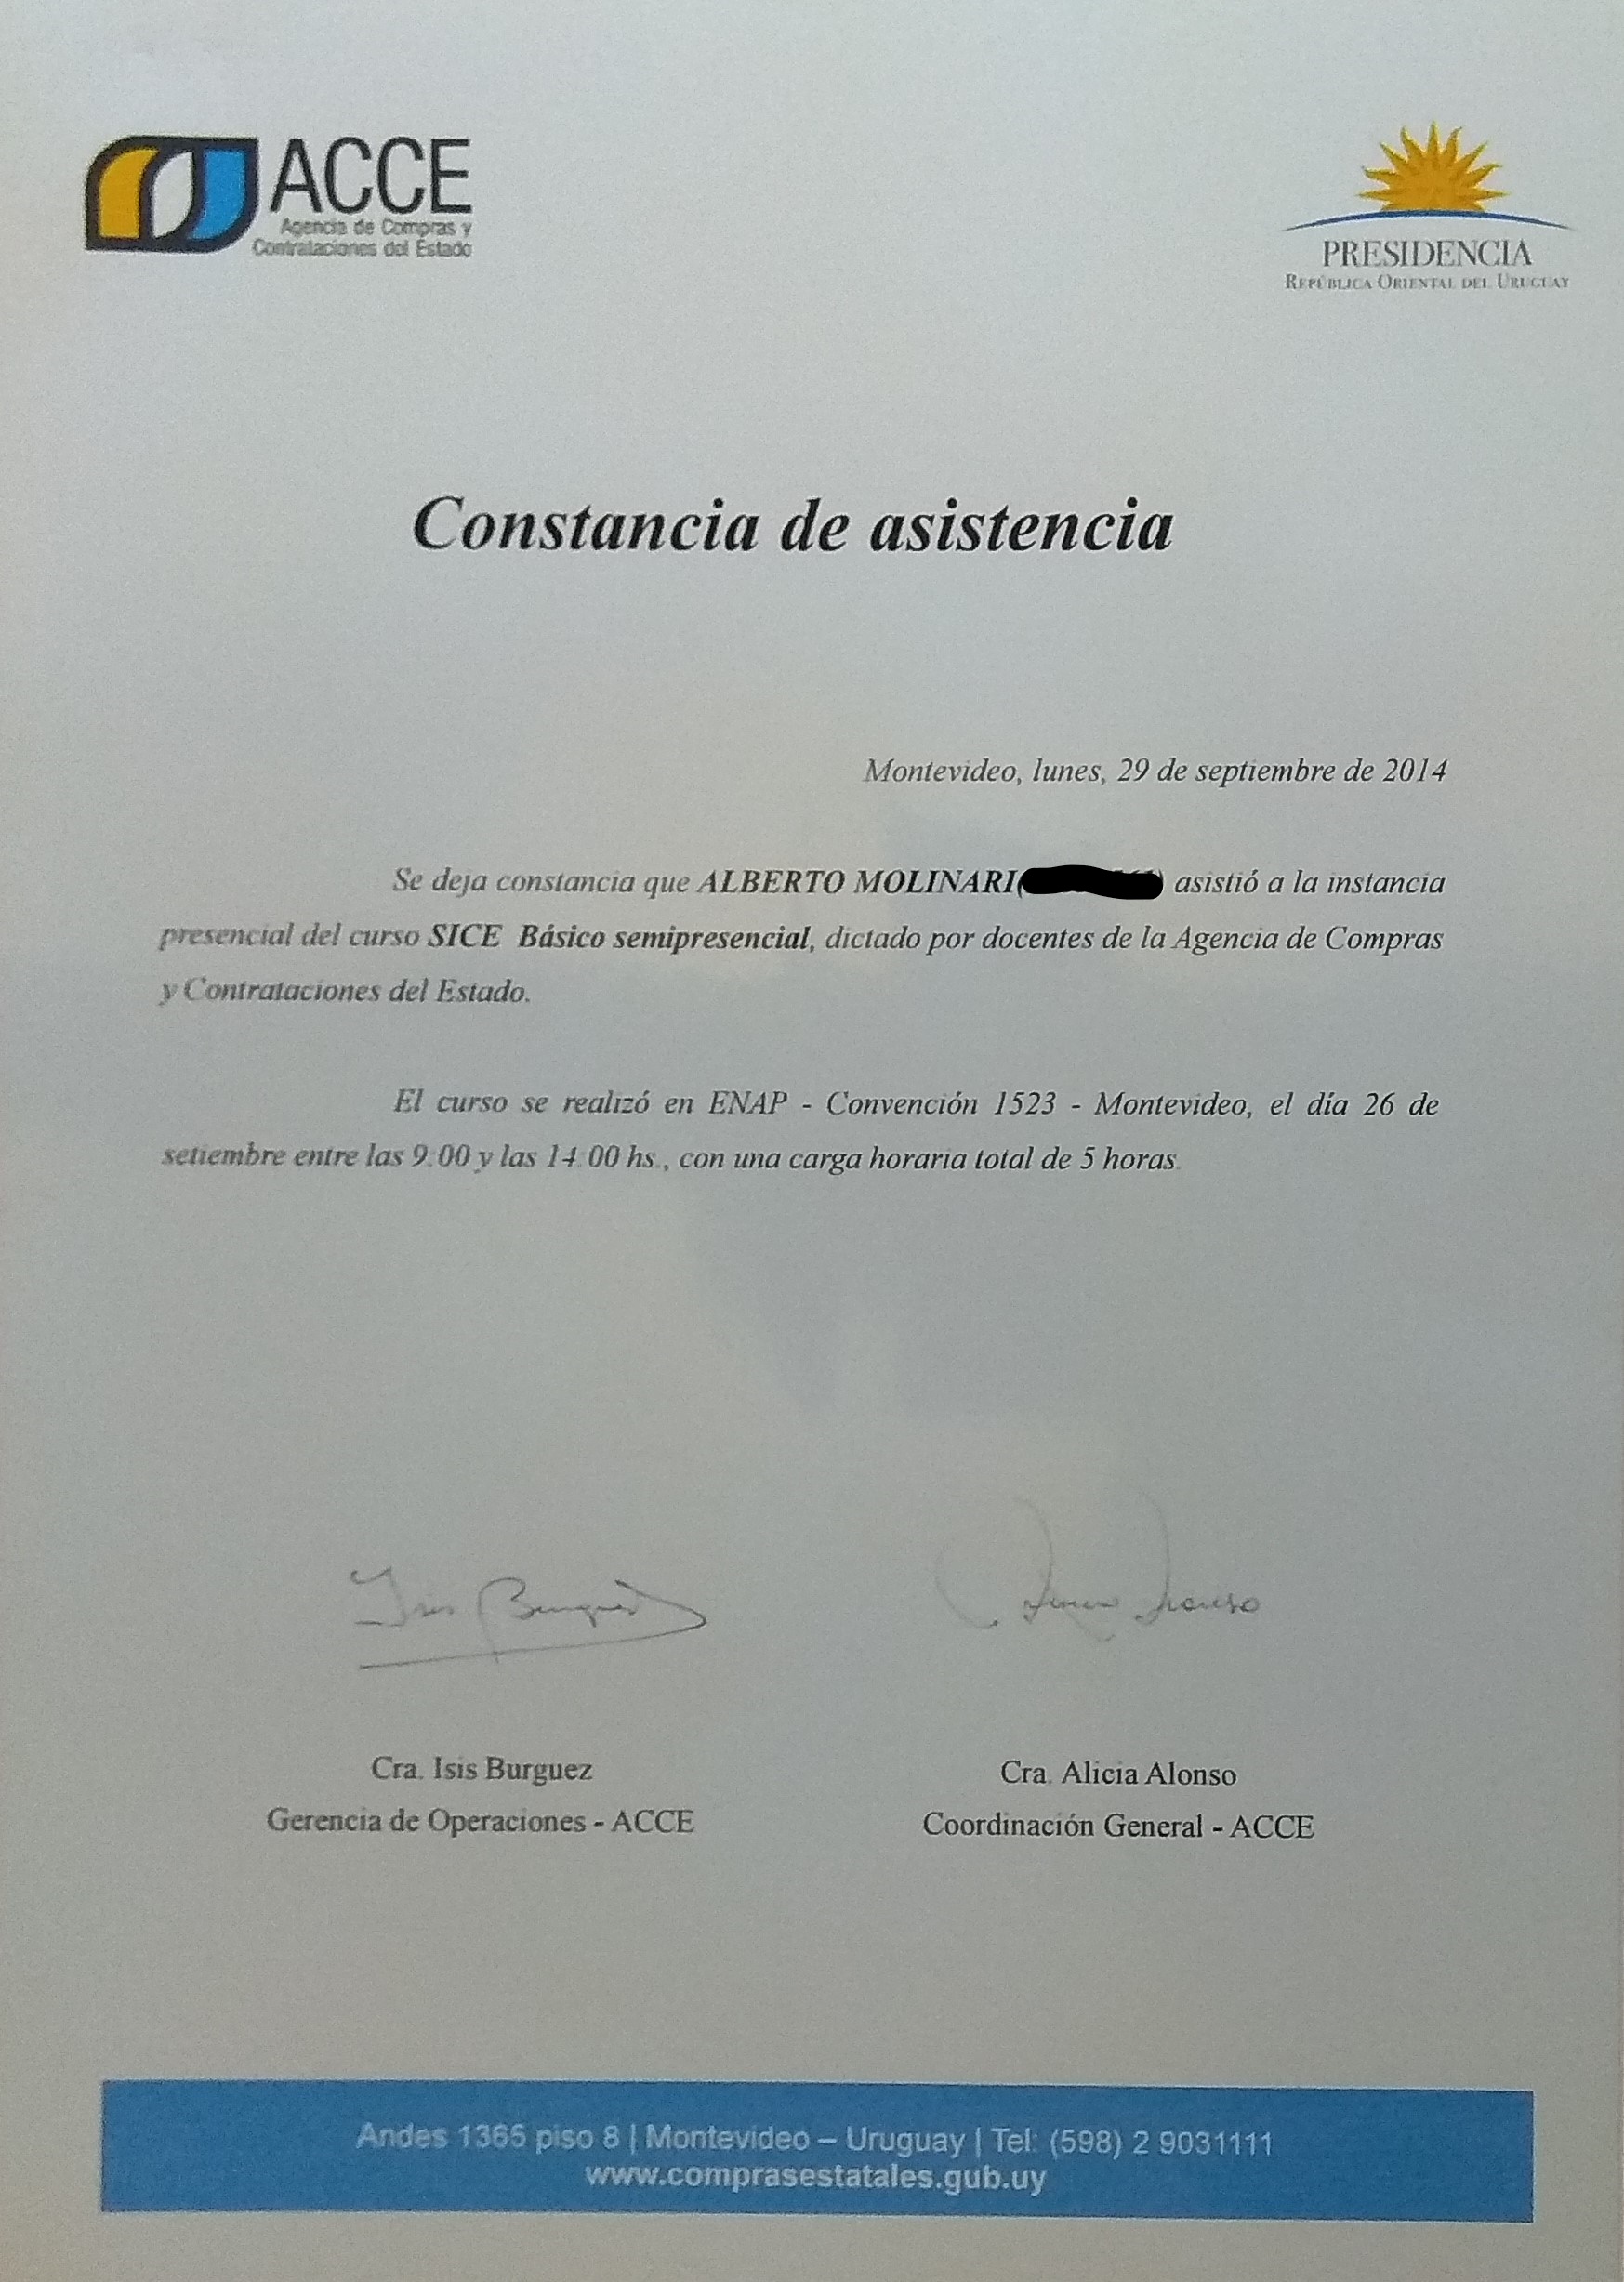 ACCE
Agencia de Compras y
Contrataciones del Estado
PRESIDENCIA
REPÚBLICA ORIENTAL DEL URUGUAY
Constancia de asistencia
Montevideo, lunes, 29 de septiembre de 2014
Se deja constancia que ALBERTO MOLINARI( ) asistió a la instancia
presencial del curso SICE Básico semipresencial, dictado por docentes de la Agencia de Compras
y Contrataciones del Estado.
El curso se realizó en ENAP - Convención 1523 - Montevideo, el día 26 de
setiembre entre las 9:00 y las 14:00 hs., con una carga horaria total de 5 horas.
Isis Burguez
Cra. Isis Burguez
Gerencia de Operaciones - ACCE
Cra. Alicia Alonso
Coordinación General - ACCE
Andes 1365 piso 8 | Montevideo – Uruguay | Tel: (598) 2 9031111
www.comprasestatales.gub.uy